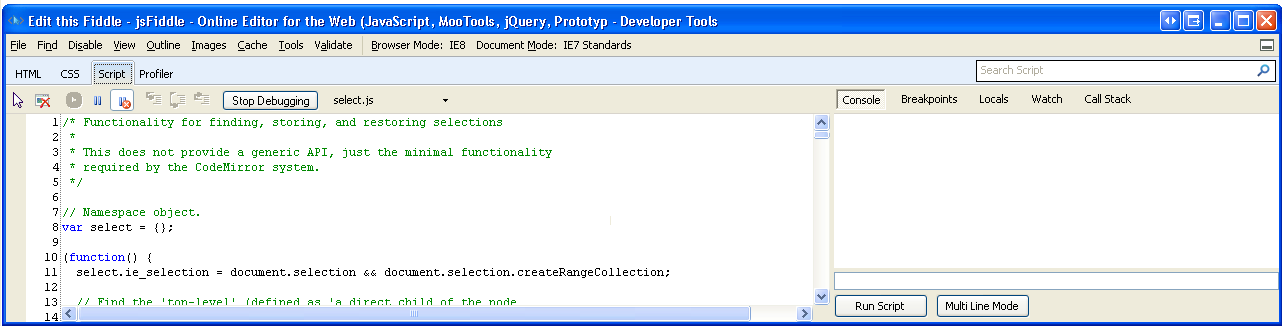 Edit this Fiddle - jsFiddle - Online Editor for the Web (JavaScript, MooTools, jQuery, Prototyp - Developer Tools
File Find Disable View Outline Images Cache Tools Validate Browser Mode: IE8 Document Mode: IE7 Standards
HTML CSS Script Profiler Search Script
Stop Debugging select.js Console Breakpoints Locals Watch Call Stack
1 /* Functionality for finding, storing, and restoring selections
2 *
3 * This does not provide a generic API, just the minimal functionality
4 * required by the CodeMirror system.
5 */
6
7 // Namespace object.
8 var select = {};
9
10 (function() {
11 select.ie_selection = document.selection && document.selection.createRangeCollection;
12
13 // Find the 'top-level' (defined as 'a direct child of the node
14
Run Script Multi Line Mode